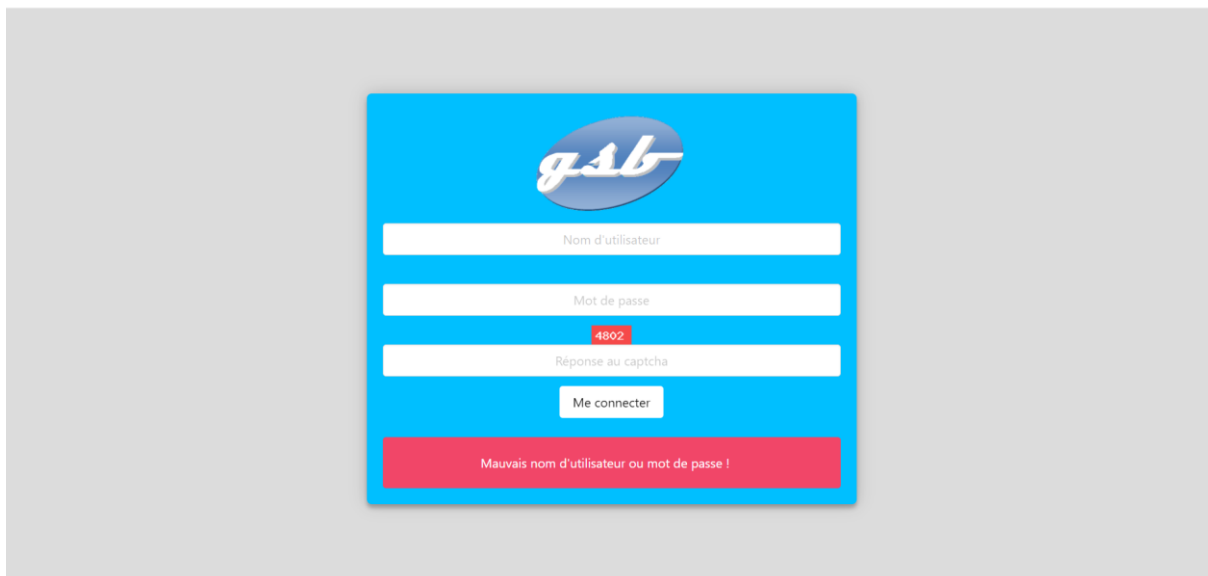 gsb
Nom d'utilisateur
Mot de passe
4802
Réponse au captcha
Me connecter
Mauvais nom d'utilisateur ou mot de passe !